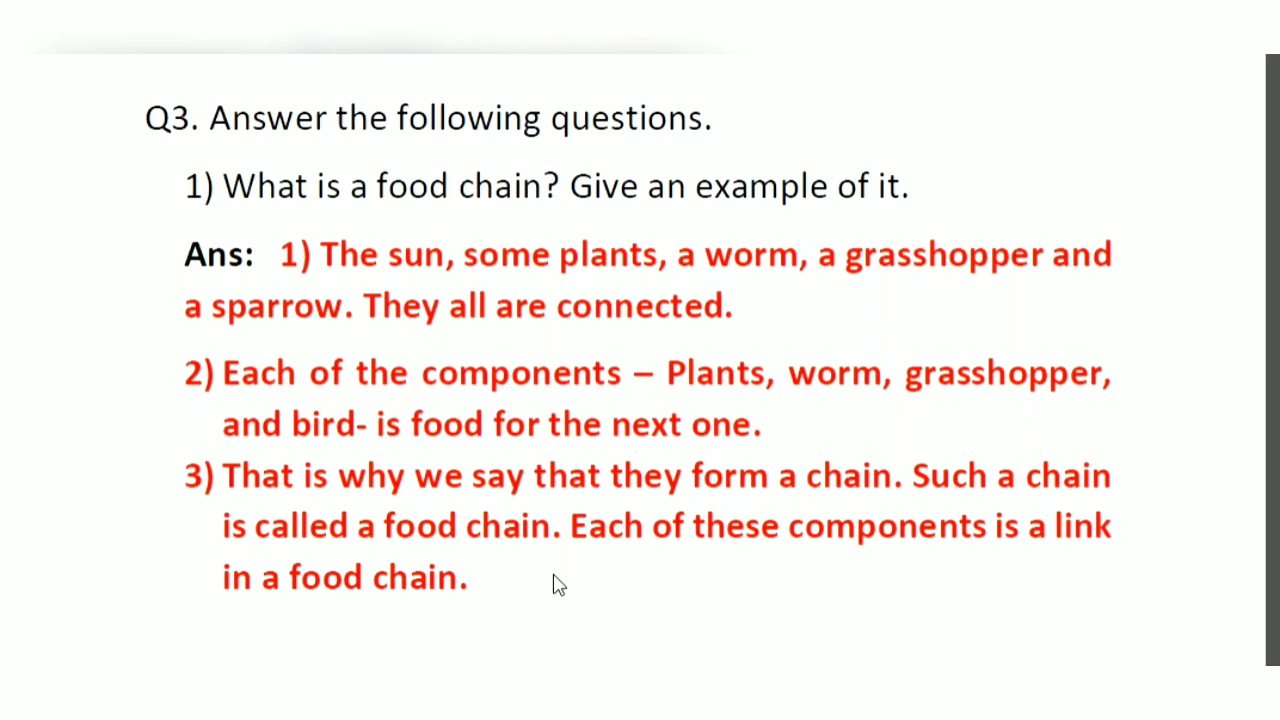 Q3. Answer the following questions.
1) What is a food chain? Give an example of it.
Ans: 1) The sun, some plants, a worm, a grasshopper and
a sparrow. They all are connected.
2) Each of the components – Plants, worm, grasshopper,
and bird- is food for the next one.
3) That is why we say that they form a chain. Such a chain
is called a food chain. Each of these components is a link
in a food chain.